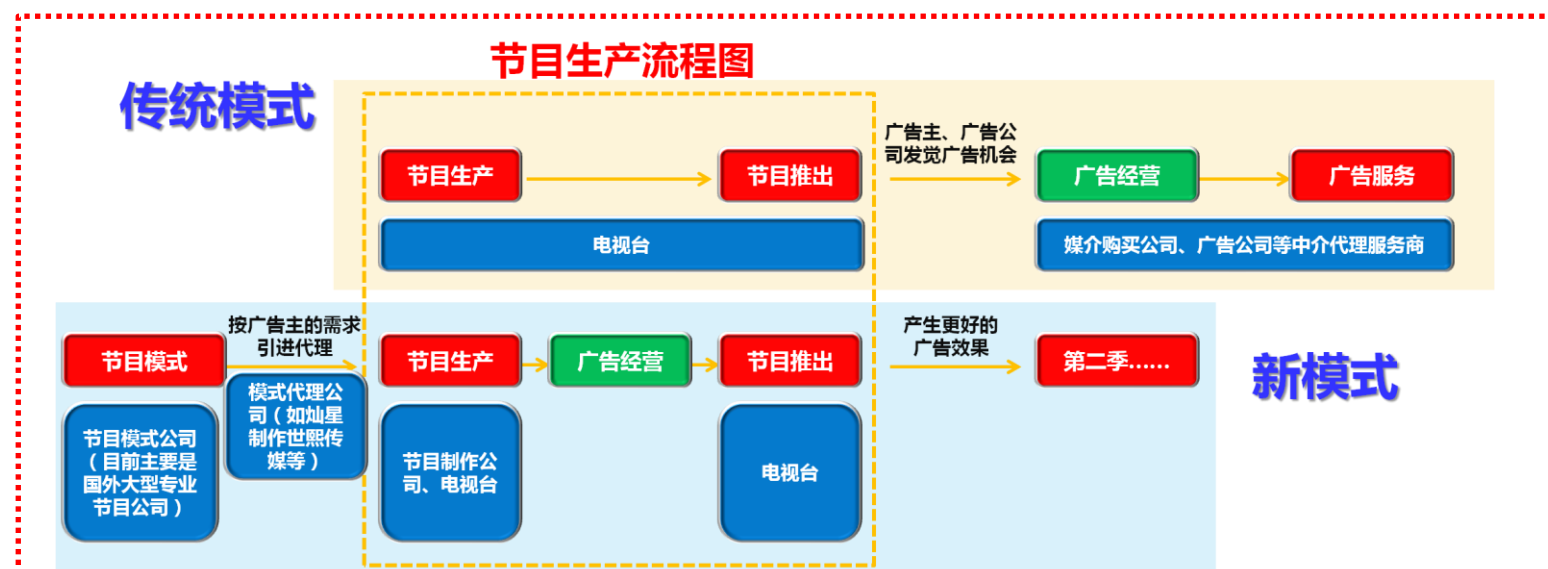 节目生产流程图
传统模式
广告主、广告公
司发觉广告机会
节目生产
节目推出
广告经营
广告服务
电视台
媒介购买公司、广告公司等中介代理服务商
按广告主的需求
引进代理
产生更好的
广告效果
节目模式
节目生产
广告经营
节目推出
第二季……
新模式
模式代理公
司（如灿星
制作世熙传
媒等）
节目模式公司
（目前主要是
国外大型专业
节目公司）
节目制作公
司、电视台
电视台